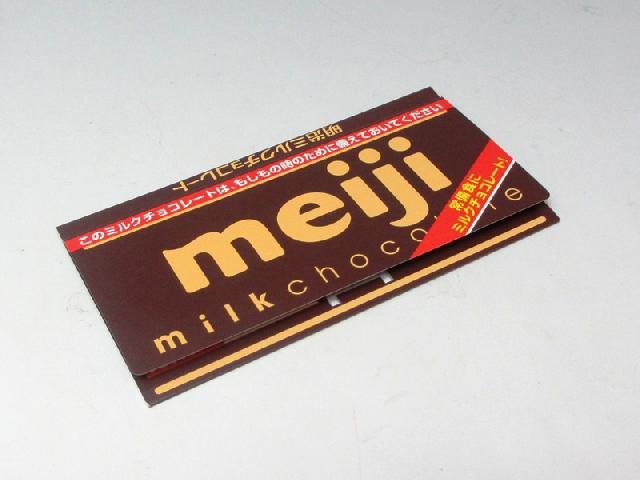 明治ミルクチョコレート
このミルクチョコレートは、もしもの時のために備えておいてください
meiji
milkchocolate
常備食に
ミルクチョコレート!